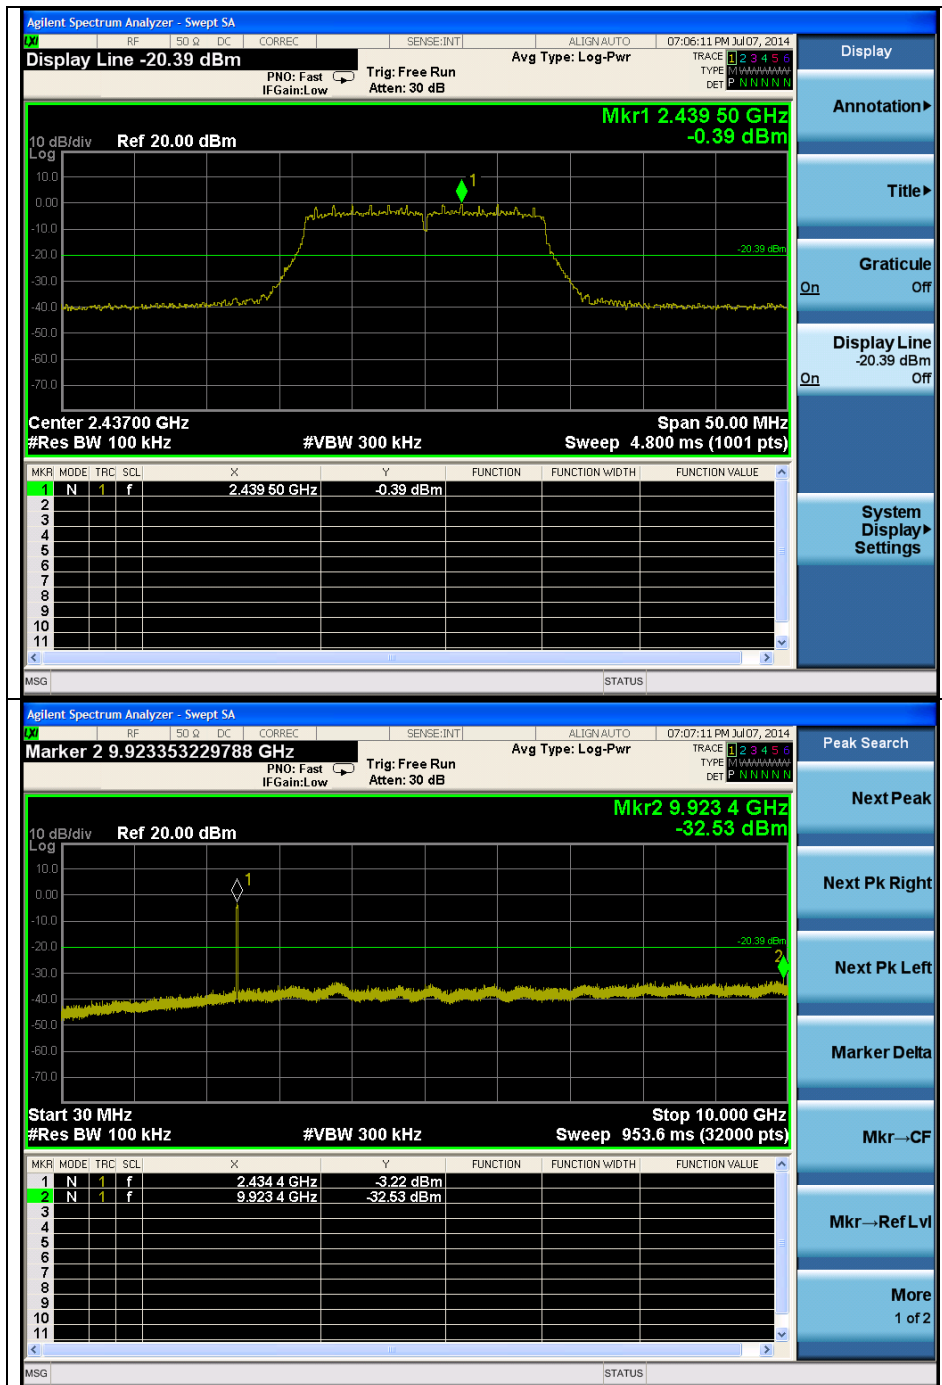 Agilent Spectrum Analyzer - Swept SA
LXI RF 50 Ω DC CORREC SENSE:INT ALIGN AUTO 07:06:11 PM Jul 07, 2014
Display Line -20.39 dBm
Avg Type: Log-Pwr
TRACE 1 2 3 4 5 6
PNO: Fast
Trig: Free Run
TYPE M W W W W W
IFGain:Low
Atten: 30 dB
DET P N N N N N
Mkr1 2.439 50 GHz
-0.39 dBm
10 dB/div Ref 20.00 dBm
Log
10.0
1
0.00
-10.0
-20.0
-20.39 dBm
-30.0
-40.0
-50.0
-60.0
-70.0
Center 2.43700 GHz Span 50.00 MHz
#Res BW 100 kHz #VBW 300 kHz Sweep 4.800 ms (1001 pts)
MKR MODE TRC SCL X Y FUNCTION FUNCTION WIDTH FUNCTION VALUE
1 N 1 f 2.439 50 GHz -0.39 dBm
2
3
4
5
6
7
8
9
10
11
MSG STATUS
Display
Annotation
Title
Graticule
On Off
Display Line
-20.39 dBm
On Off
System
Display
Settings
Agilent Spectrum Analyzer - Swept SA
LXI RF 50 Ω DC CORREC SENSE:INT ALIGN AUTO 07:07:11 PM Jul 07, 2014
Marker 2 9.923353229788 GHz
Avg Type: Log-Pwr
TRACE 1 2 3 4 5 6
PNO: Fast
Trig: Free Run
TYPE M W W W W W
IFGain:Low
Atten: 30 dB
DET P N N N N N
Mkr2 9.923 4 GHz
-32.53 dBm
10 dB/div Ref 20.00 dBm
Log
10.0
1
0.00
-10.0
-20.0
-20.39 dBm
2
-30.0
-40.0
-50.0
-60.0
-70.0
Start 30 MHz Stop 10.000 GHz
#Res BW 100 kHz #VBW 300 kHz Sweep 953.6 ms (32000 pts)
MKR MODE TRC SCL X Y FUNCTION FUNCTION WIDTH FUNCTION VALUE
1 N 1 f 2.434 4 GHz -3.22 dBm
2 N 1 f 9.923 4 GHz -32.53 dBm
3
4
5
6
7
8
9
10
11
MSG STATUS
Peak Search
Next Peak
Next Pk Right
Next Pk Left
Marker Delta
Mkr→CF
Mkr→Ref Lvl
More
1 of 2